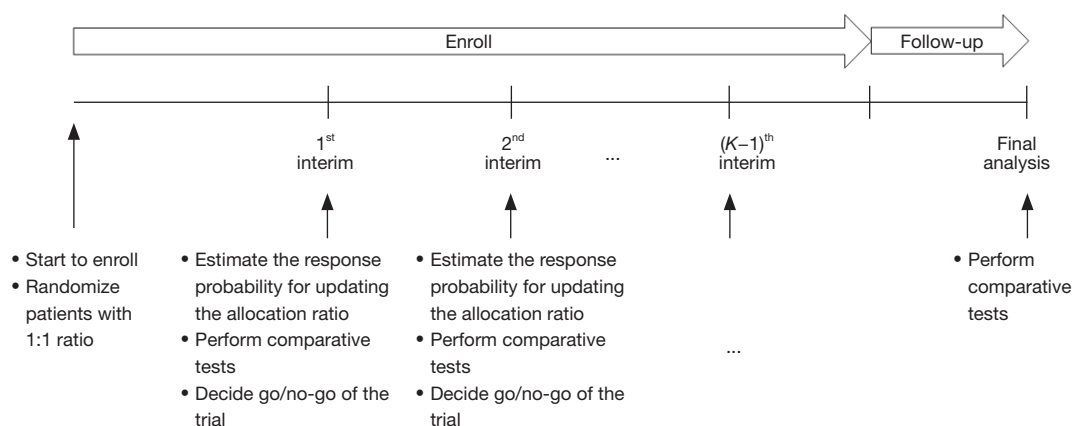 Enroll
Follow-up
1st
interim
2nd
interim
...
(K−1)th
interim
Final
analysis
• Start to enroll
• Randomize
patients with
1:1 ratio
• Estimate the response
probability for updating
the allocation ratio
• Perform comparative
tests
• Decide go/no-go of the
trial
• Estimate the response
probability for updating
the allocation ratio
• Perform comparative
tests
• Decide go/no-go of the
trial
...
• Perform
comparative
tests